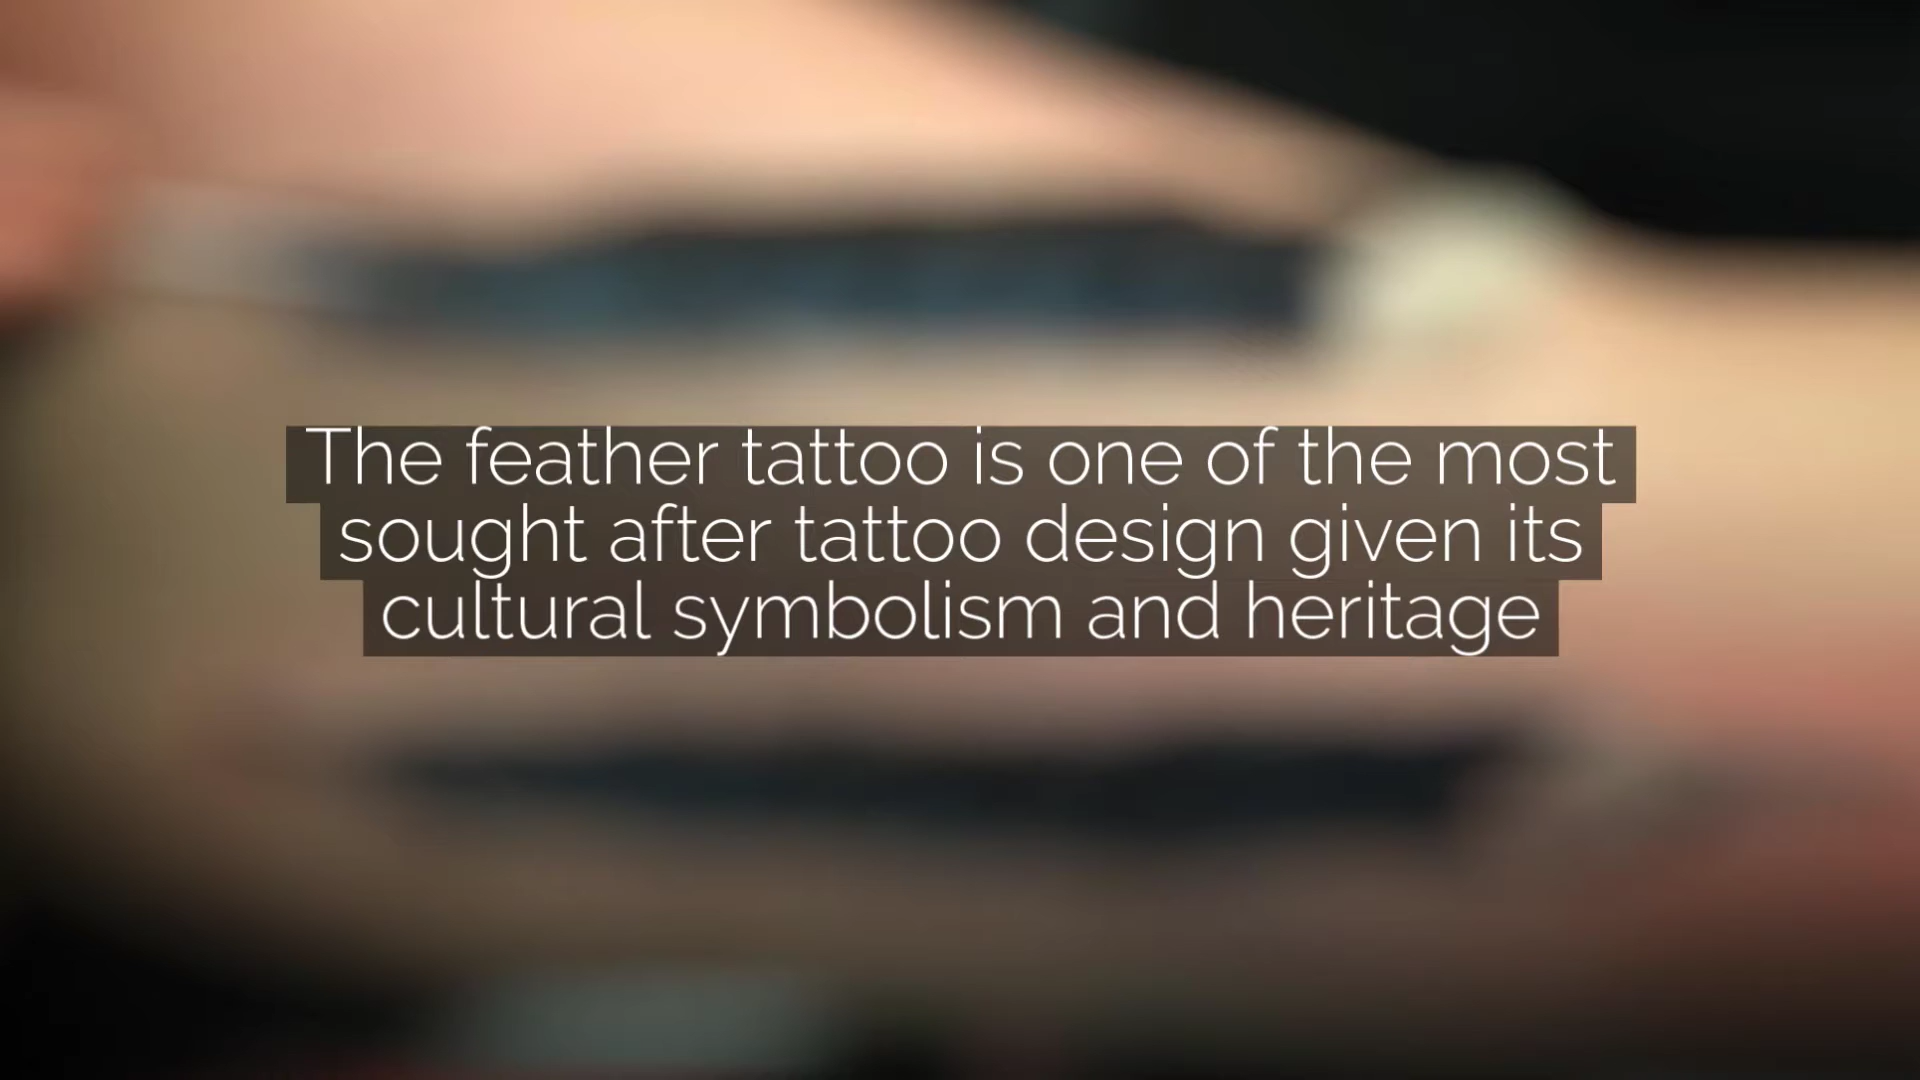 The feather tattoo is one of the most
sought after tattoo design given its
cultural symbolism and heritage